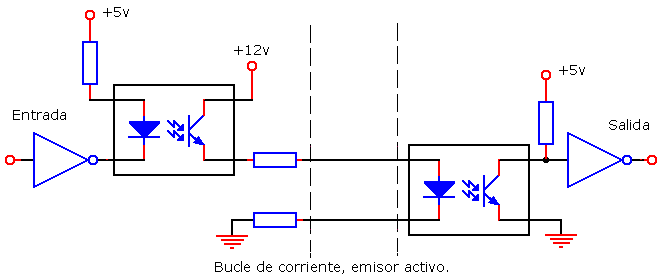 +5v
+12v
Entrada
+5v
Salida
Bucle de corriente, emisor activo.